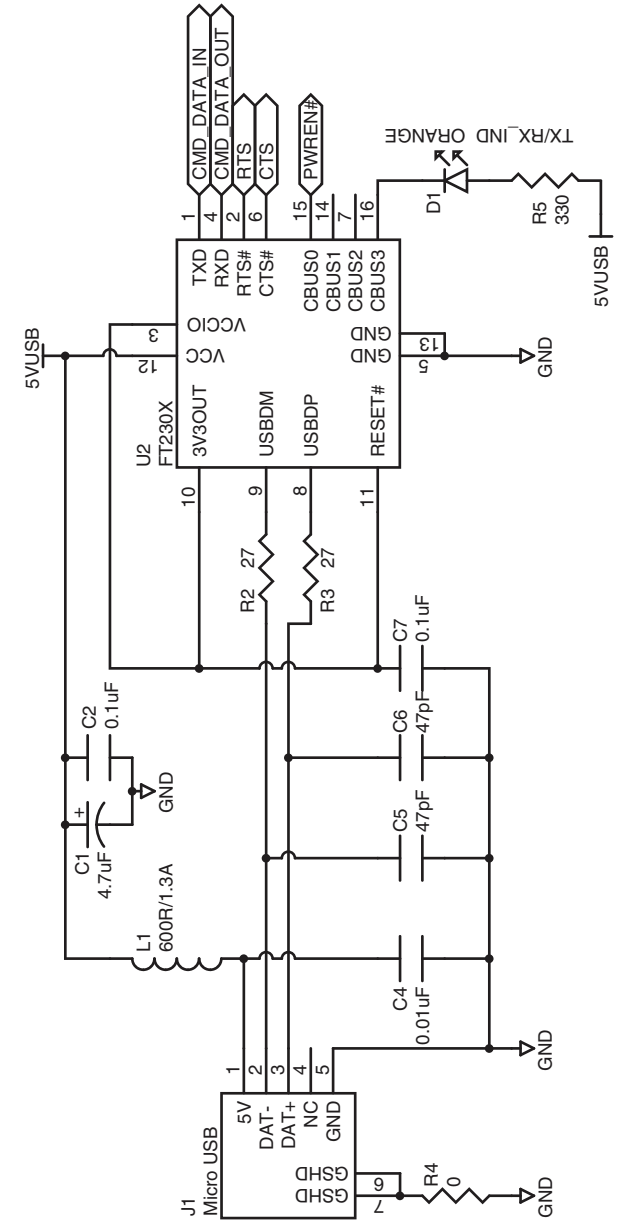 J1
Micro USB
5V
DAT-
DAT+
NC
GND
1
2
3
4
5
GSHD
GSHD
6
7
R4
0
GND
GND
L1
600R/1.3A
C4
0.01uF
C1
4.7uF
+
C2
0.1uF
GND
C5
47pF
C6
47pF
C7
0.1uF
R2
27
R3
27
5VUSB
U2
FT230X
10
9
8
11
3V3OUT
USBDM
USBDP
RESET#
12
3
VCC
VCCIO
GND
GND
5
13
GND
TXD
RXD
RTS#
CTS#
CBUS0
CBUS1
CBUS2
CBUS3
1
4
2
6
15
14
7
16
CMD_DATA_IN
CMD_DATA_OUT
RTS
CTS
PWREN#
D1
TX/RX_IND ORANGE
R5
330
5VUSB